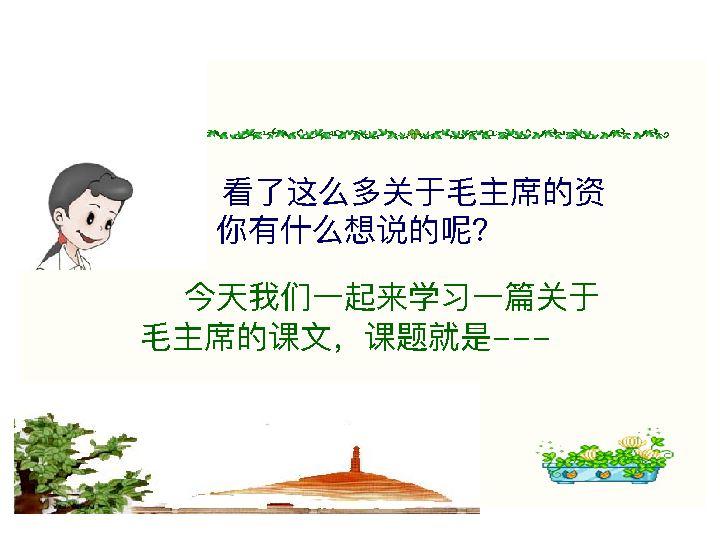 看了这么多关于毛主席的资
你有什么想说的呢？
今天我们一起来学习一篇关于
毛主席的课文，课题就是---